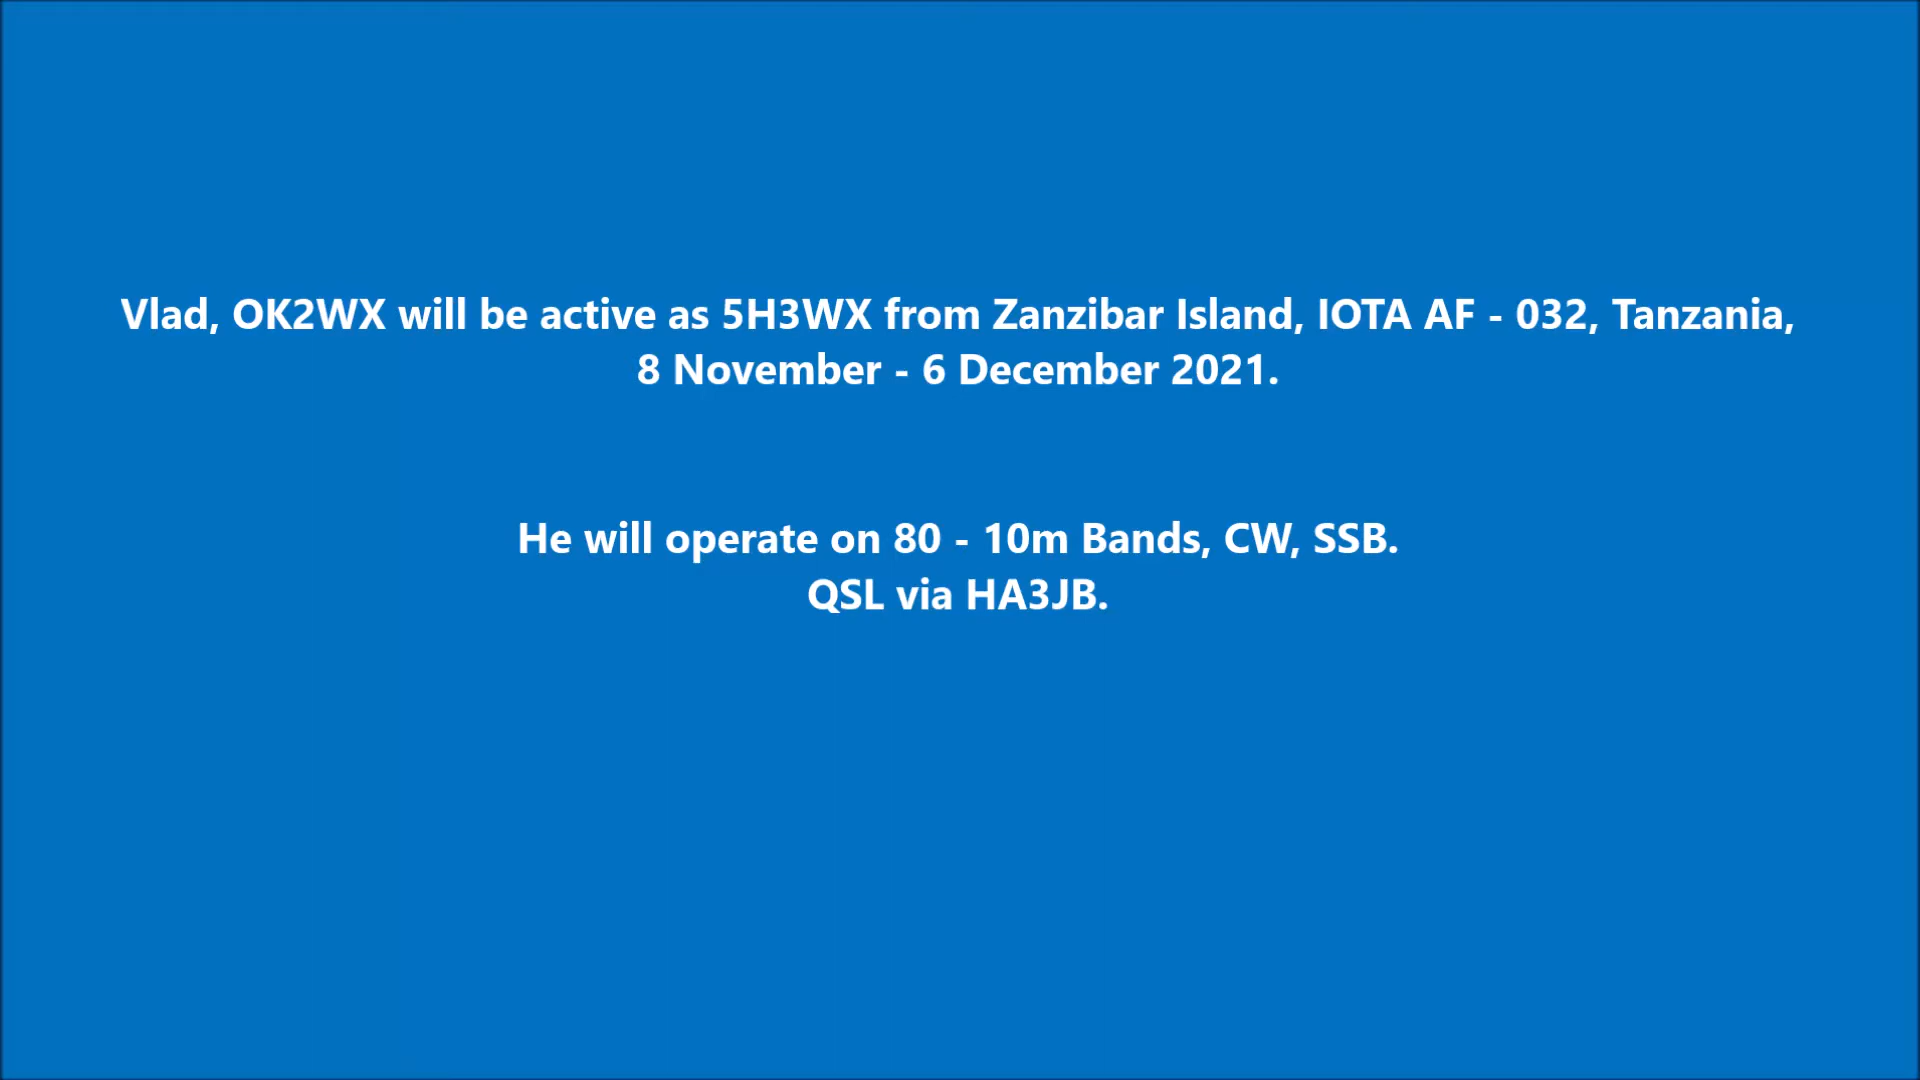 Vlad, OK2WX will be active as 5H3WX from Zanzibar Island, IOTA AF - 032, Tanzania,
8 November - 6 December 2021.
He will operate on 80 - 10m Bands, CW, SSB.
QSL via HA3JB.